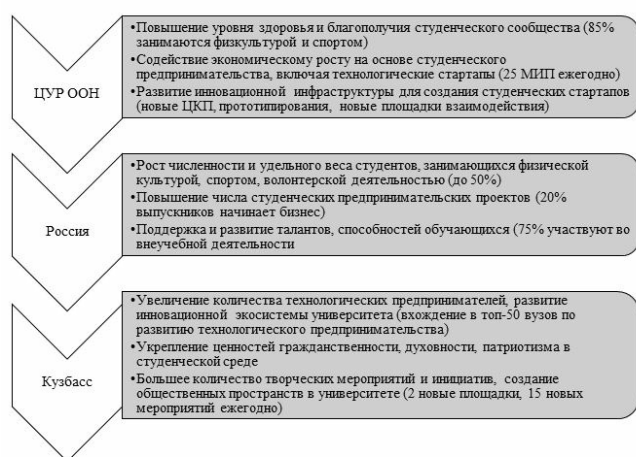 ЦУР ООН
•Повышение уровня здоровья и благополучия студенческого сообщества (85%
занимаются физкультурой и спортом)
•Содействие экономическому росту на основе студенческого
предпринимательства, включая технологические стартапы (25 МИП ежегодно)
•Развитие инновационной инфраструктуры для создания студенческих стартапов
(новые ЦКП, прототипирования, новые площадки взаимодействия)
Россия
•Рост численности и удельного веса студентов, занимающихся физической
культурой, спортом, волонтерской деятельностью (до 50%)
•Повышение числа студенческих предпринимательских проектов (20%
выпускников начинает бизнес)
•Поддержка и развитие талантов, способностей обучающихся (75% участвуют во
внеучебной деятельности
Кузбасс
•Увеличение количества технологических предпринимателей, развитие
инновационной экосистемы университета (вхождение в топ-50 вузов по
развитию технологического предпринимательства)
•Укрепление ценностей гражданственности, духовности, патриотизма в
студенческой среде
•Большее количество творческих мероприятий и инициатив, создание
общественных пространств в университете (2 новые площадки, 15 новых
мероприятий ежегодно)